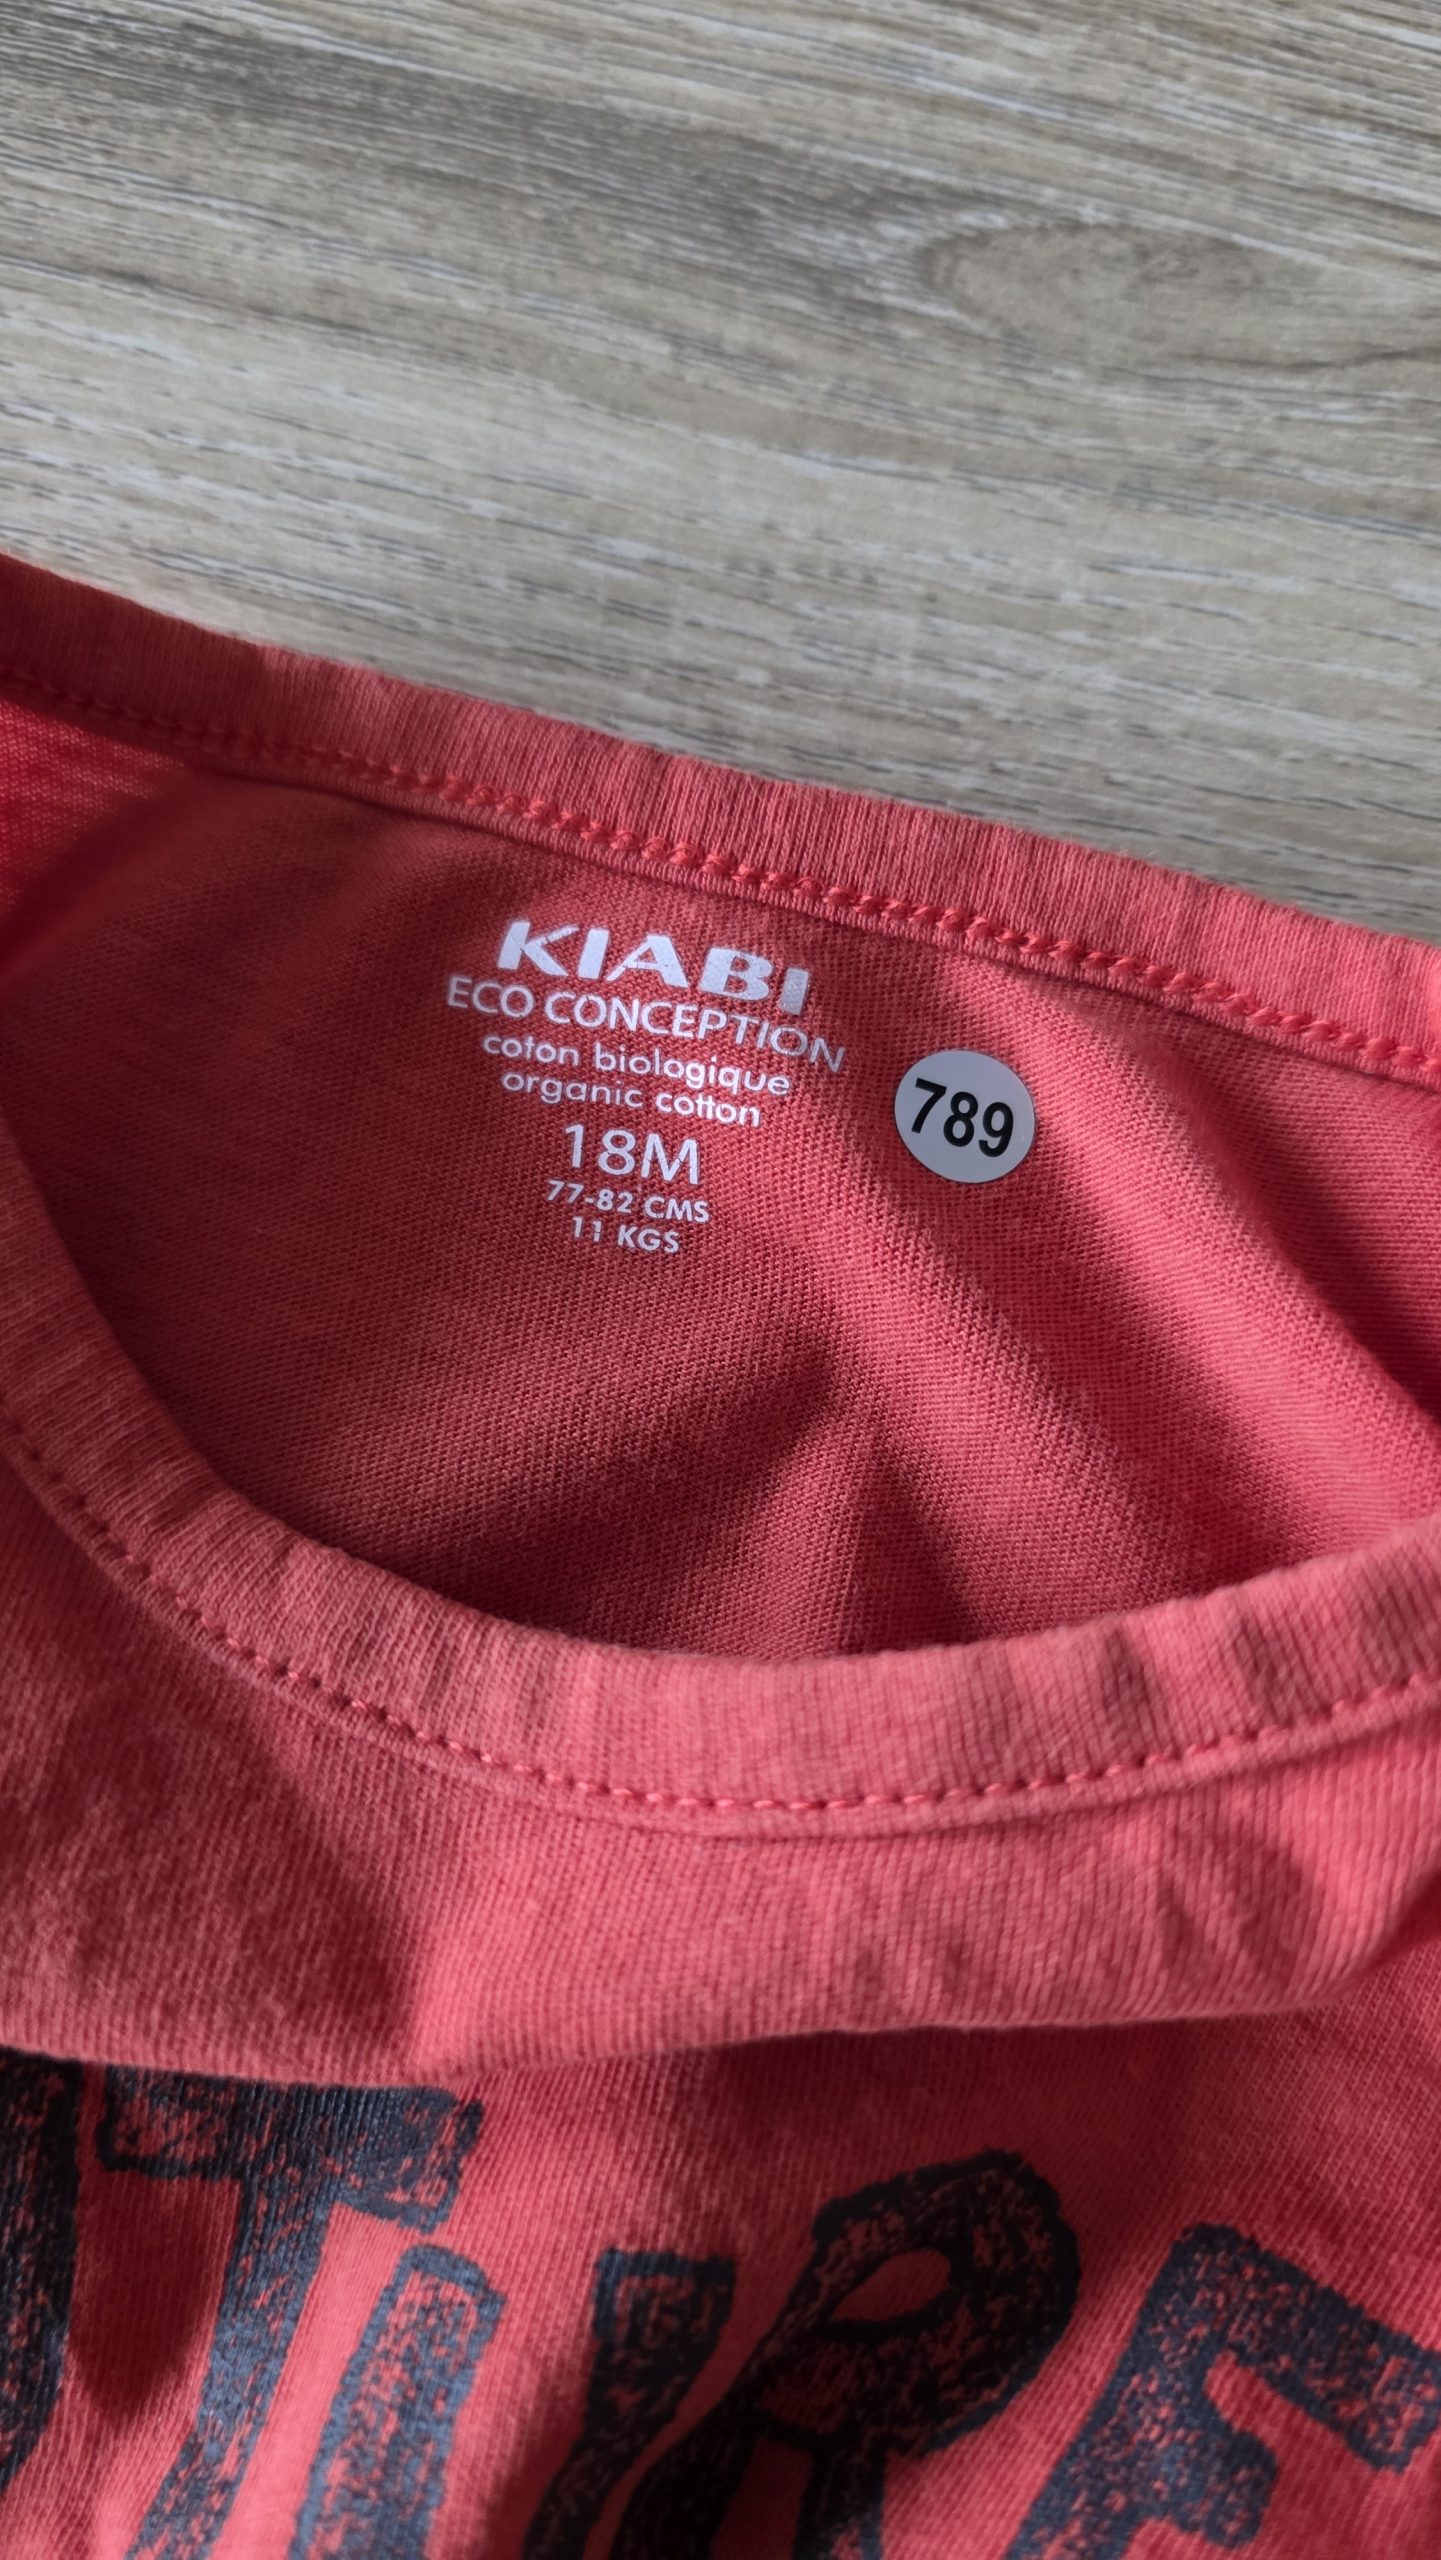 KIABI
ECO CONCEPTION
coton biologique
organic cotton
18M
77-82 CMS
11 KGS
789